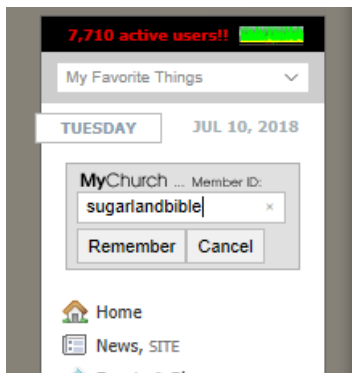 7,710 active users!!
My Favorite Things
TUESDAY JUL 10, 2018
MyChurch ... Member ID:
sugarlandbible ×
Remember Cancel
Home
News, SITE